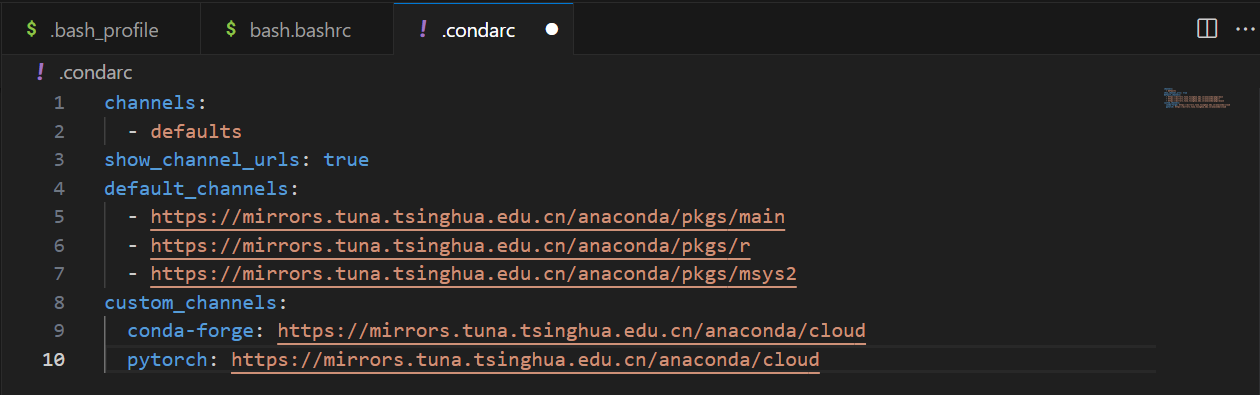 $ .bash_profile $ bash.bashrc ! .condarc
! .condarc
1 channels:
2 - defaults
3 show_channel_urls: true
4 default_channels:
5 - https://mirrors.tuna.tsinghua.edu.cn/anaconda/pkgs/main
6 - https://mirrors.tuna.tsinghua.edu.cn/anaconda/pkgs/r
7 - https://mirrors.tuna.tsinghua.edu.cn/anaconda/pkgs/msys2
8 custom_channels:
9 conda-forge: https://mirrors.tuna.tsinghua.edu.cn/anaconda/cloud
10 pytorch: https://mirrors.tuna.tsinghua.edu.cn/anaconda/cloud